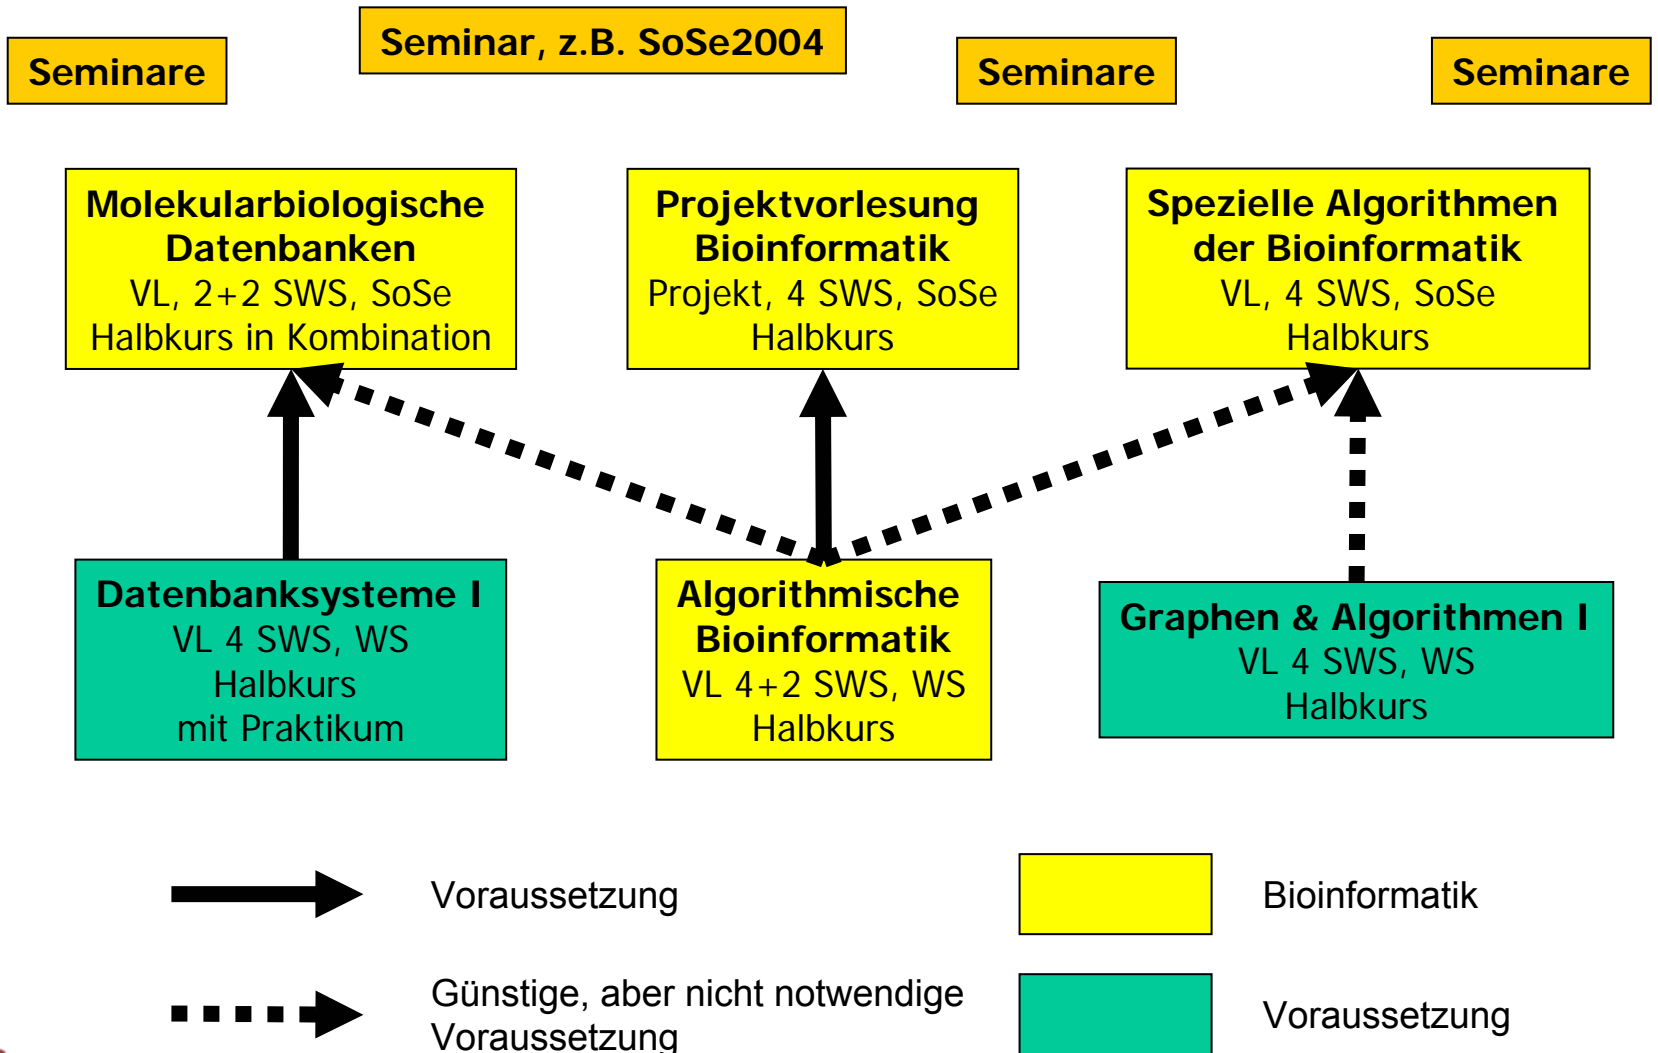 Seminare
Seminar, z.B. SoSe2004
Seminare
Seminare
Molekularbiologische
Datenbanken
VL, 2+2 SWS, SoSe
Halbkurs in Kombination
Projektvorlesung
Bioinformatik
Projekt, 4 SWS, SoSe
Halbkurs
Spezielle Algorithmen
der Bioinformatik
VL, 4 SWS, SoSe
Halbkurs
Datenbanksysteme I
VL 4 SWS, WS
Halbkurs
mit Praktikum
Algorithmische
Bioinformatik
VL 4+2 SWS, WS
Halbkurs
Graphen & Algorithmen I
VL 4 SWS, WS
Halbkurs
Voraussetzung
Bioinformatik
Günstige, aber nicht notwendige
Voraussetzung
Voraussetzung